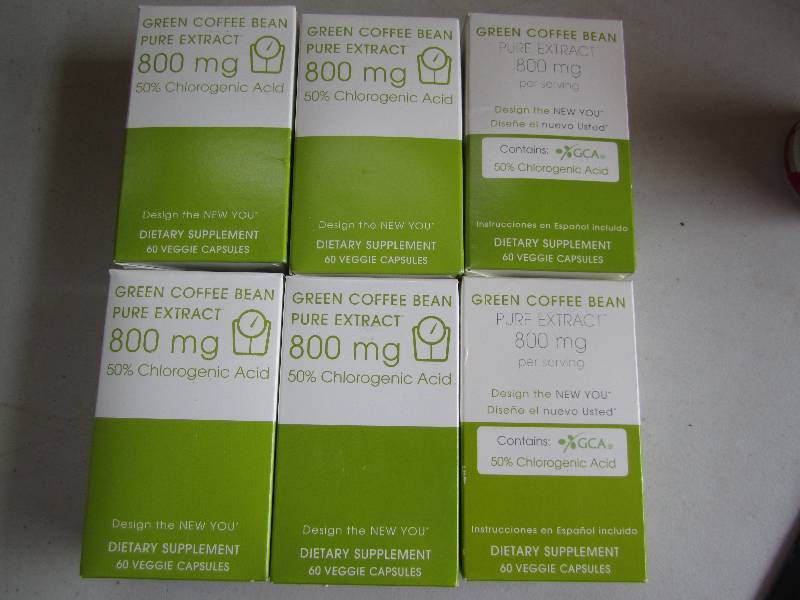 GREEN COFFEE BEAN
PURE EXTRACT
800 mg
50% Chlorogenic Acid
Design the NEW YOU"
DIETARY SUPPLEMENT
60 VEGGIE CAPSULES
GREEN COFFEE BEAN
PURE EXTRACT
800 mg
50% Chlorogenic Acid
Design the NEW YOU"
DIETARY SUPPLEMENT
60 VEGGIE CAPSULES
GREEN COFFEE BEAN
PURE EXTRACT
800 mg
per serving
Design the NEW YOU"
Diseñe el nuevo Usted"
Contains: GCA®
50% Chlorogenic Acid
Instrucciones en Español incluido
DIETARY SUPPLEMENT
60 VEGGIE CAPSULES
GREEN COFFEE BEAN
PURE EXTRACT
800 mg
50% Chlorogenic Acid
Design the NEW YOU"
DIETARY SUPPLEMENT
60 VEGGIE CAPSULES
GREEN COFFEE BEAN
PURE EXTRACT
800 mg
50% Chlorogenic Acid
Design the NEW YOU"
DIETARY SUPPLEMENT
60 VEGGIE CAPSULES
GREEN COFFEE BEAN
PURE EXTRACT
800 mg
per serving
Design the NEW YOU"
Diseñe el nuevo Usted"
Contains: GCA®
50% Chlorogenic Acid
Instrucciones en Español incluido
DIETARY SUPPLEMENT
60 VEGGIE CAPSULES